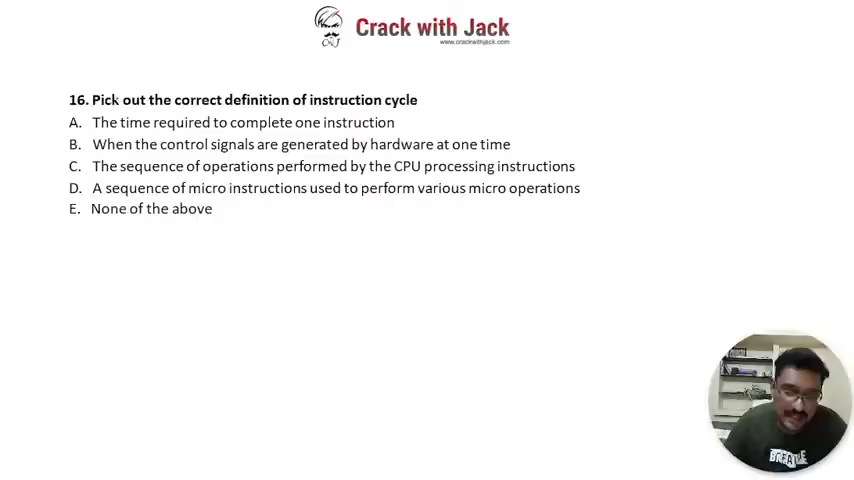 Crack with Jack
www.crackwithjack.com
CwJ
16. Pick out the correct definition of instruction cycle
A. The time required to complete one instruction
B. When the control signals are generated by hardware at one time
C. The sequence of operations performed by the CPU processing instructions
D. A sequence of micro instructions used to perform various micro operations
E. None of the above
BREATHE